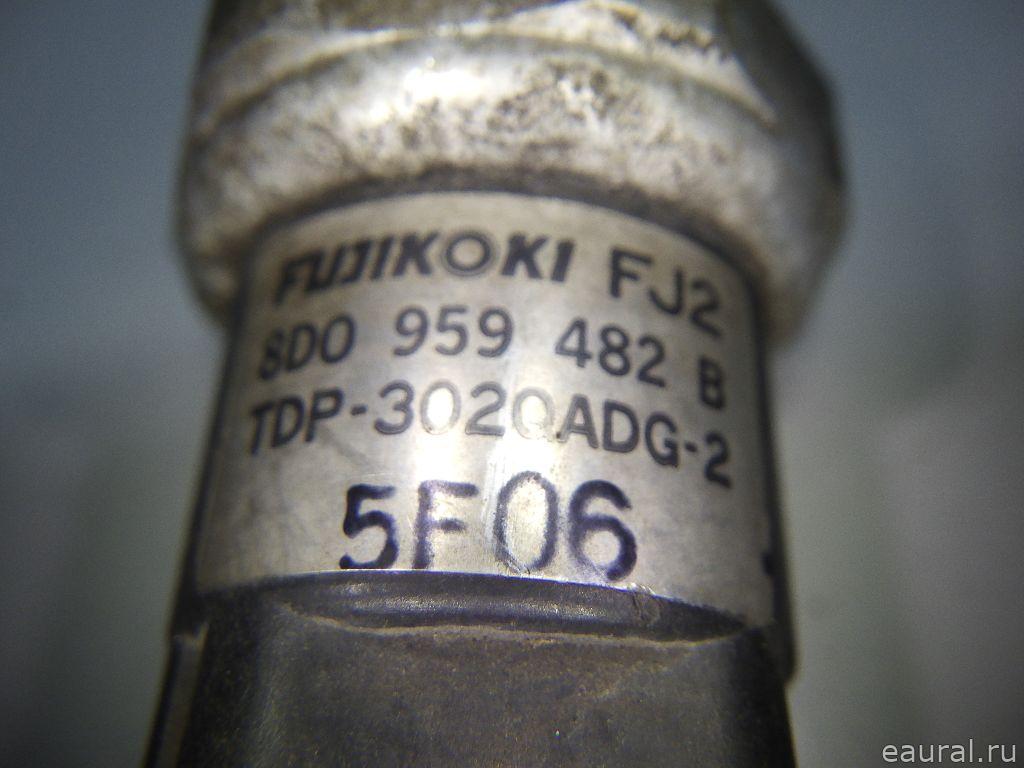 FUJIKOKI FJ2
8D0 959 482 B
TDP-3020ADG-2
5F06
eaural.ru